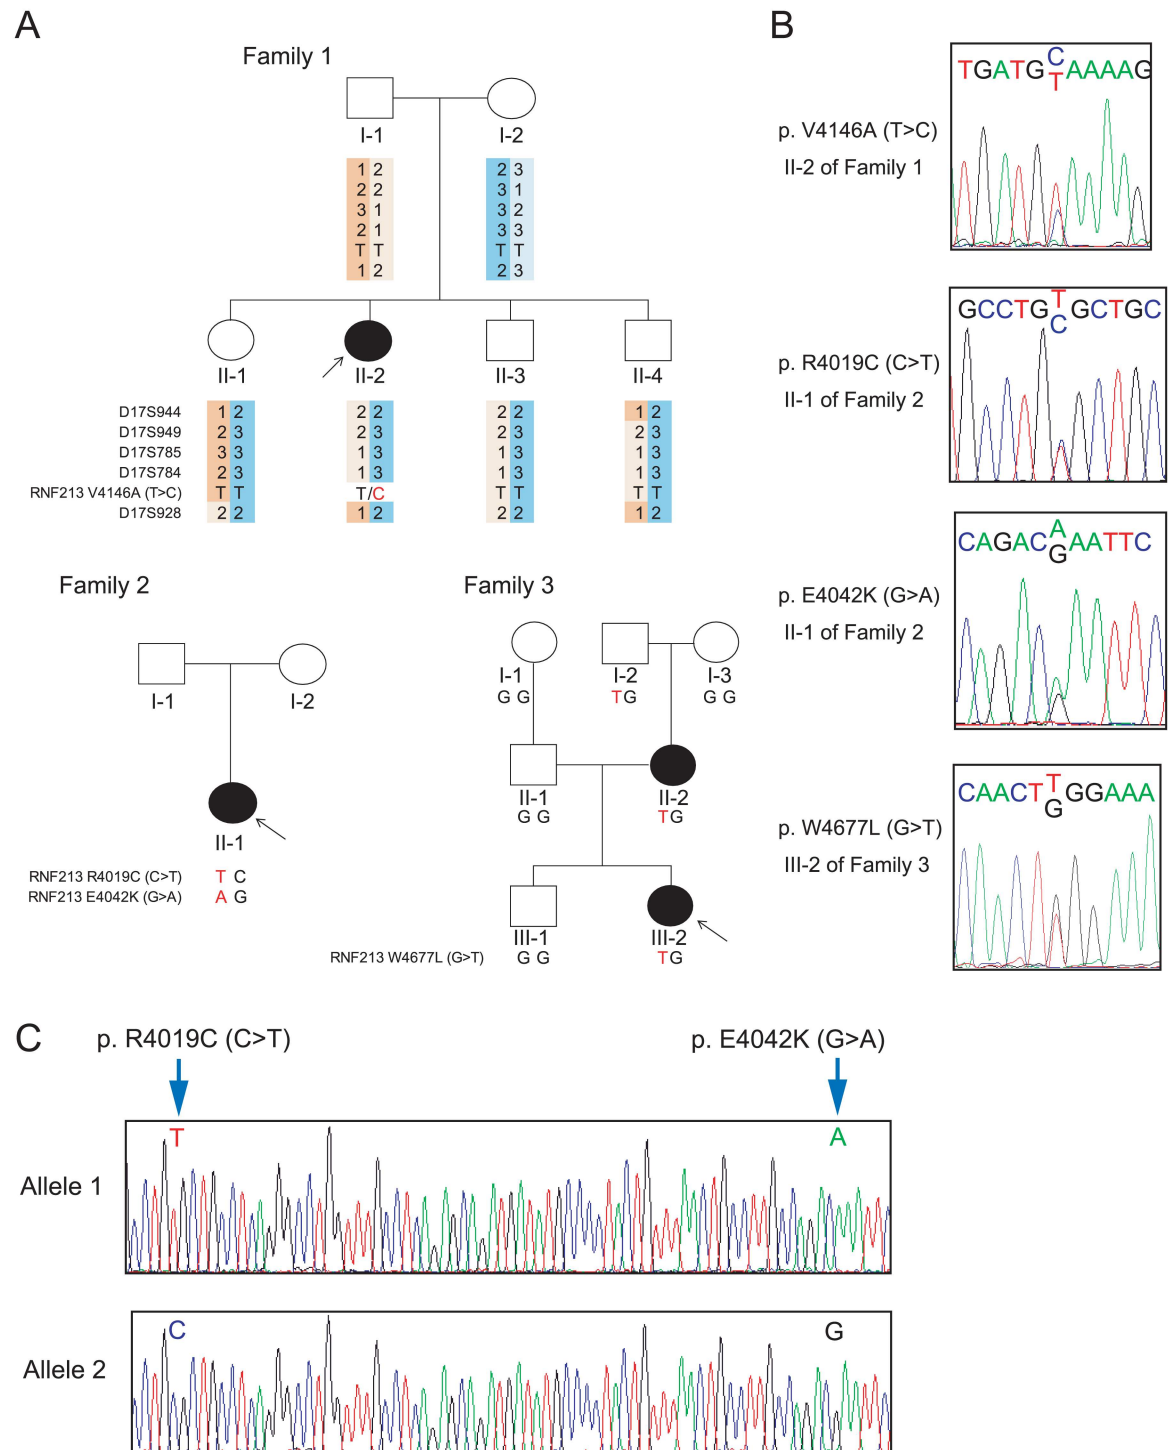 A
Family 1
I-1
I-2
1 2
2 2
3 1
2 1
T T
1 2
2 3
3 1
3 2
3 3
T T
2 3
II-1
II-2
II-3
II-4
D17S944 1 2 2 2 2 2 1 2
D17S949 2 3 2 3 2 3 2 3
D17S785 3 3 1 3 1 3 1 3
D17S784 2 3 1 3 1 3 1 3
RNF213 V4146A (T>C) T T T/C T T T T
D17S928 2 2 1 2 2 2 1 2
Family 2
I-1
I-2
II-1
RNF213 R4019C (C>T) T C
RNF213 E4042K (G>A) A G
Family 3
I-1
G G
I-2
TG
I-3
G G
II-1
G G
II-2
TG
III-1
III-2
RNF213 W4677L (G>T) G G TG
B
p. V4146A (T>C)
II-2 of Family 1
C
TGATG AAAAG
T
p. R4019C (C>T)
II-1 of Family 2
T
GCCTG GCTGC
C
p. E4042K (G>A)
II-1 of Family 2
A
CAGAC AATTC
G
p. W4677L (G>T)
III-2 of Family 3
T
CAACT GGAAA
G
C
p. R4019C (C>T)
p. E4042K (G>A)
Allele 1
T
A
Allele 2
C
G